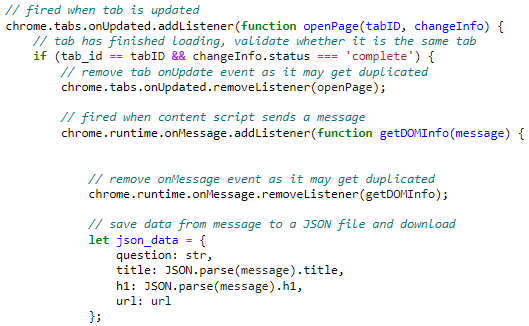 // fired when tab is updated
chrome.tabs.onUpdated.addListener(function openPage(tabID, changeInfo) {
    // tab has finished loading, validate whether it is the same tab
    if (tab_id == tabID && changeInfo.status === 'complete') {
        // remove tab onUpdate event as it may get duplicated
        chrome.tabs.onUpdated.removeListener(openPage);

        // fired when content script sends a message
        chrome.runtime.onMessage.addListener(function getDOMInfo(message) {


            // remove onMessage event as it may get duplicated
            chrome.runtime.onMessage.removeListener(getDOMInfo);

            // save data from message to a JSON file and download
            let json_data = {
                question: str,
                title: JSON.parse(message).title,
                h1: JSON.parse(message).h1,
                url: url
            };